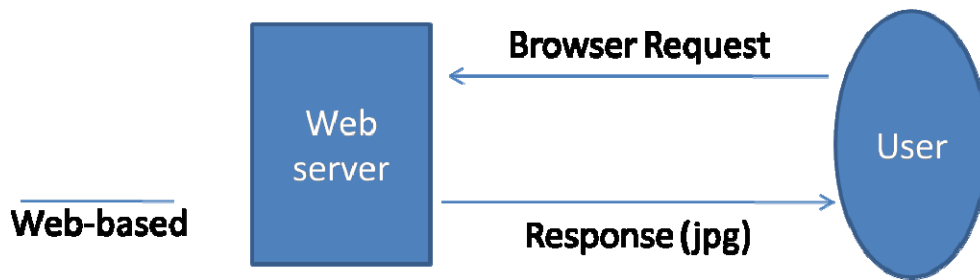 Browser Request
Web
server
User
Web-based
Response (jpg)